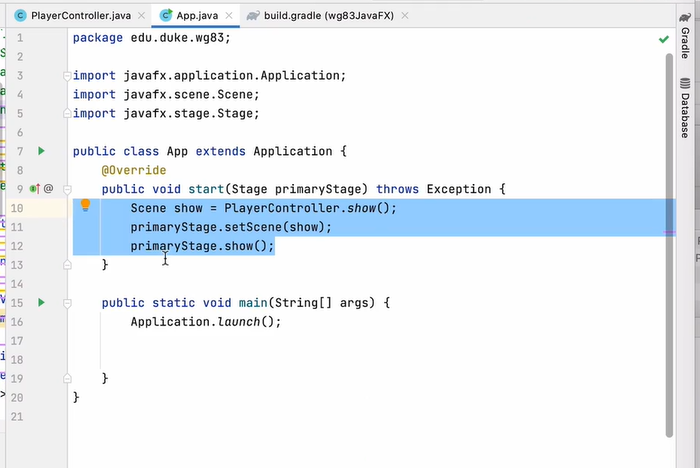 PlayerController.java App.java build.gradle (wg83JavaFX)
1 package edu.duke.wg83;
2
3 import javafx.application.Application;
4 import javafx.scene.Scene;
5 import javafx.stage.Stage;
6
7 public class App extends Application {
8 @Override
9 public void start(Stage primaryStage) throws Exception {
10 Scene show = PlayerController.show();
11 primaryStage.setScene(show);
12 primaryStage.show();
13 }
14
15 public static void main(String[] args) {
16 Application.launch();
17
18
19 }
20 }
21
Gradle
Database